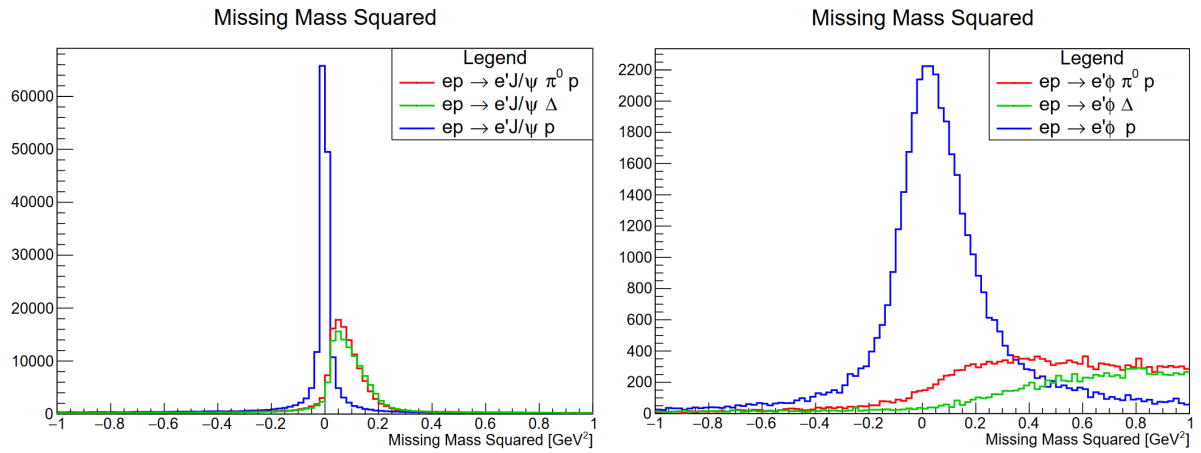 Missing Mass Squared
Legend
ep → e'J/ψ π⁰ p
ep → e'J/ψ Δ
ep → e'J/ψ p
60000
50000
40000
30000
20000
10000
0
−1 −0.8 −0.6 −0.4 −0.2 0 0.2 0.4 0.6 0.8 1
Missing Mass Squared [GeV²]
Missing Mass Squared
Legend
ep → e'ϕ π⁰ p
ep → e'ϕ Δ
ep → e'ϕ p
2200
2000
1800
1600
1400
1200
1000
800
600
400
200
0
−1 −0.8 −0.6 −0.4 −0.2 0 0.2 0.4 0.6 0.8 1
Missing Mass Squared [GeV²]